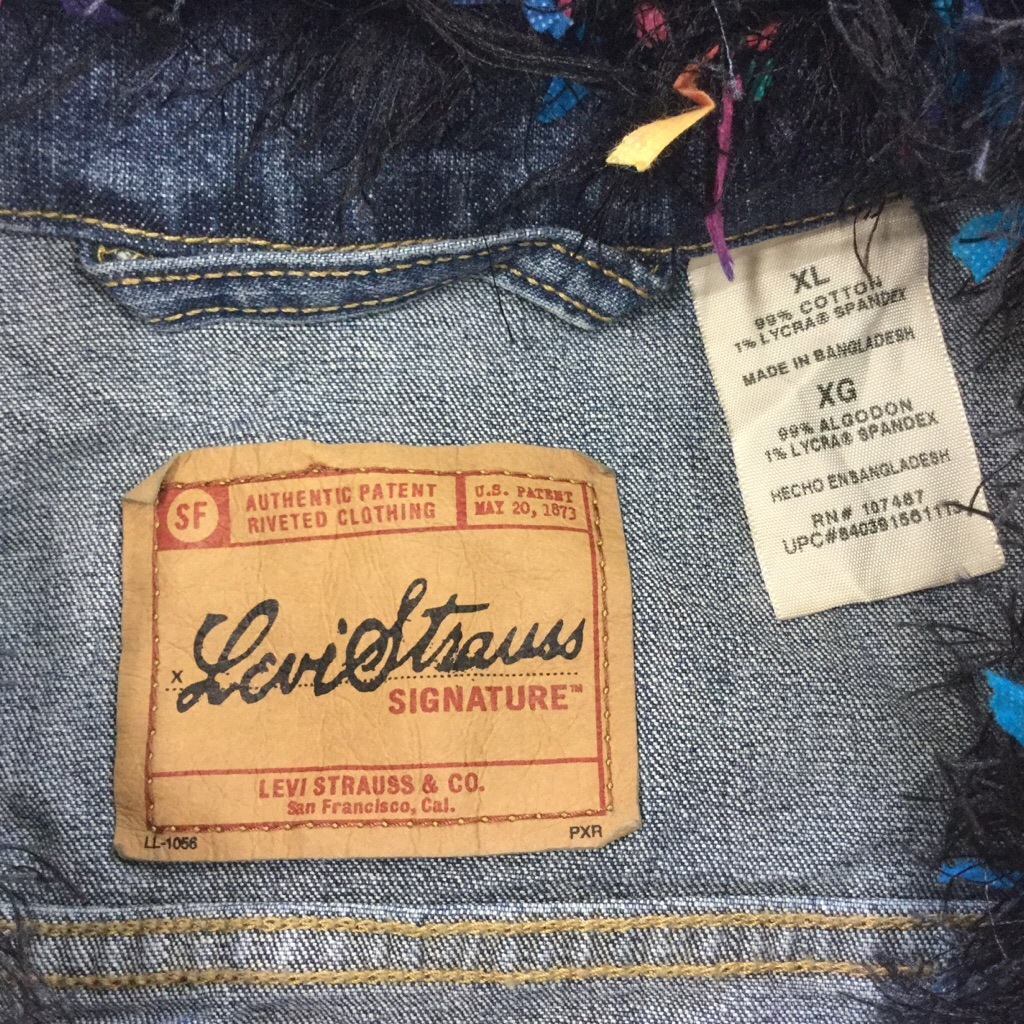 SF
AUTHENTIC PATENT
RIVETED CLOTHING
U.S. PATENT
MAY 20, 1873
x Levi Strauss
SIGNATURE™
LEVI STRAUSS & CO.
San Francisco, Cal.
LL-1056
PXR
XL
99% COTTON
1% LYCRA® SPANDEX
MADE IN BANGLADESH
XG
99% ALGODON
1% LYCRA® SPANDEX
HECHO EN BANGLADESH
RN# 107487
UPC#